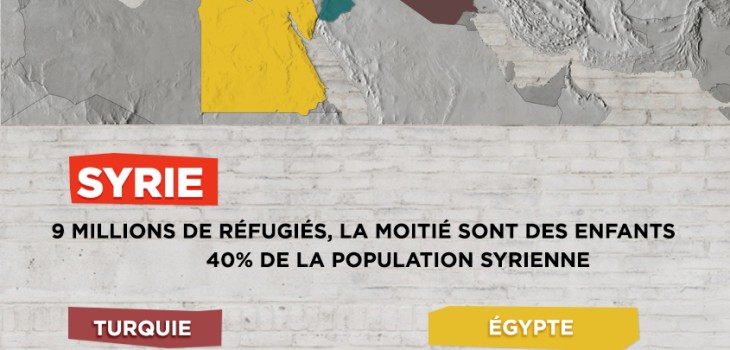 SYRIE
9 MILLIONS DE RÉFUGIÉS, LA MOITIÉ SONT DES ENFANTS
40% DE LA POPULATION SYRIENNE
TURQUIE
ÉGYPTE